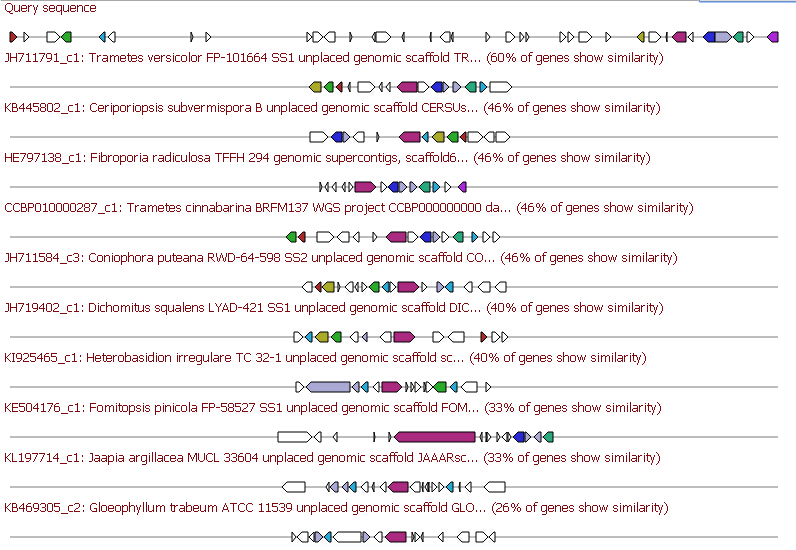 Query sequence
JH711791_c1: Trametes versicolor FP-101664 SS1 unplaced genomic scaffold TR... (60% of genes show similarity)
KB445802_c1: Ceriporiopsis subvermispora B unplaced genomic scaffold CERSUs... (46% of genes show similarity)
HE797138_c1: Fibroporia radiculosa TFFH 294 genomic supercontigs, scaffold6... (46% of genes show similarity)
CCBP010000287_c1: Trametes cinnabarina BRFM137 WGS project CCBP000000000 da... (46% of genes show similarity)
JH711584_c3: Coniophora puteana RWD-64-598 SS2 unplaced genomic scaffold CO... (46% of genes show similarity)
JH719402_c1: Dichomitus squalens LYAD-421 SS1 unplaced genomic scaffold DIC... (40% of genes show similarity)
KI925465_c1: Heterobasidion irregulare TC 32-1 unplaced genomic scaffold sc... (40% of genes show similarity)
KE504176_c1: Fomitopsis pinicola FP-58527 SS1 unplaced genomic scaffold FOM... (33% of genes show similarity)
KL197714_c1: Jaapia argillacea MUCL 33604 unplaced genomic scaffold JAAARsc... (33% of genes show similarity)
KB469305_c2: Gloeophyllum trabeum ATCC 11539 unplaced genomic scaffold GLO... (26% of genes show similarity)